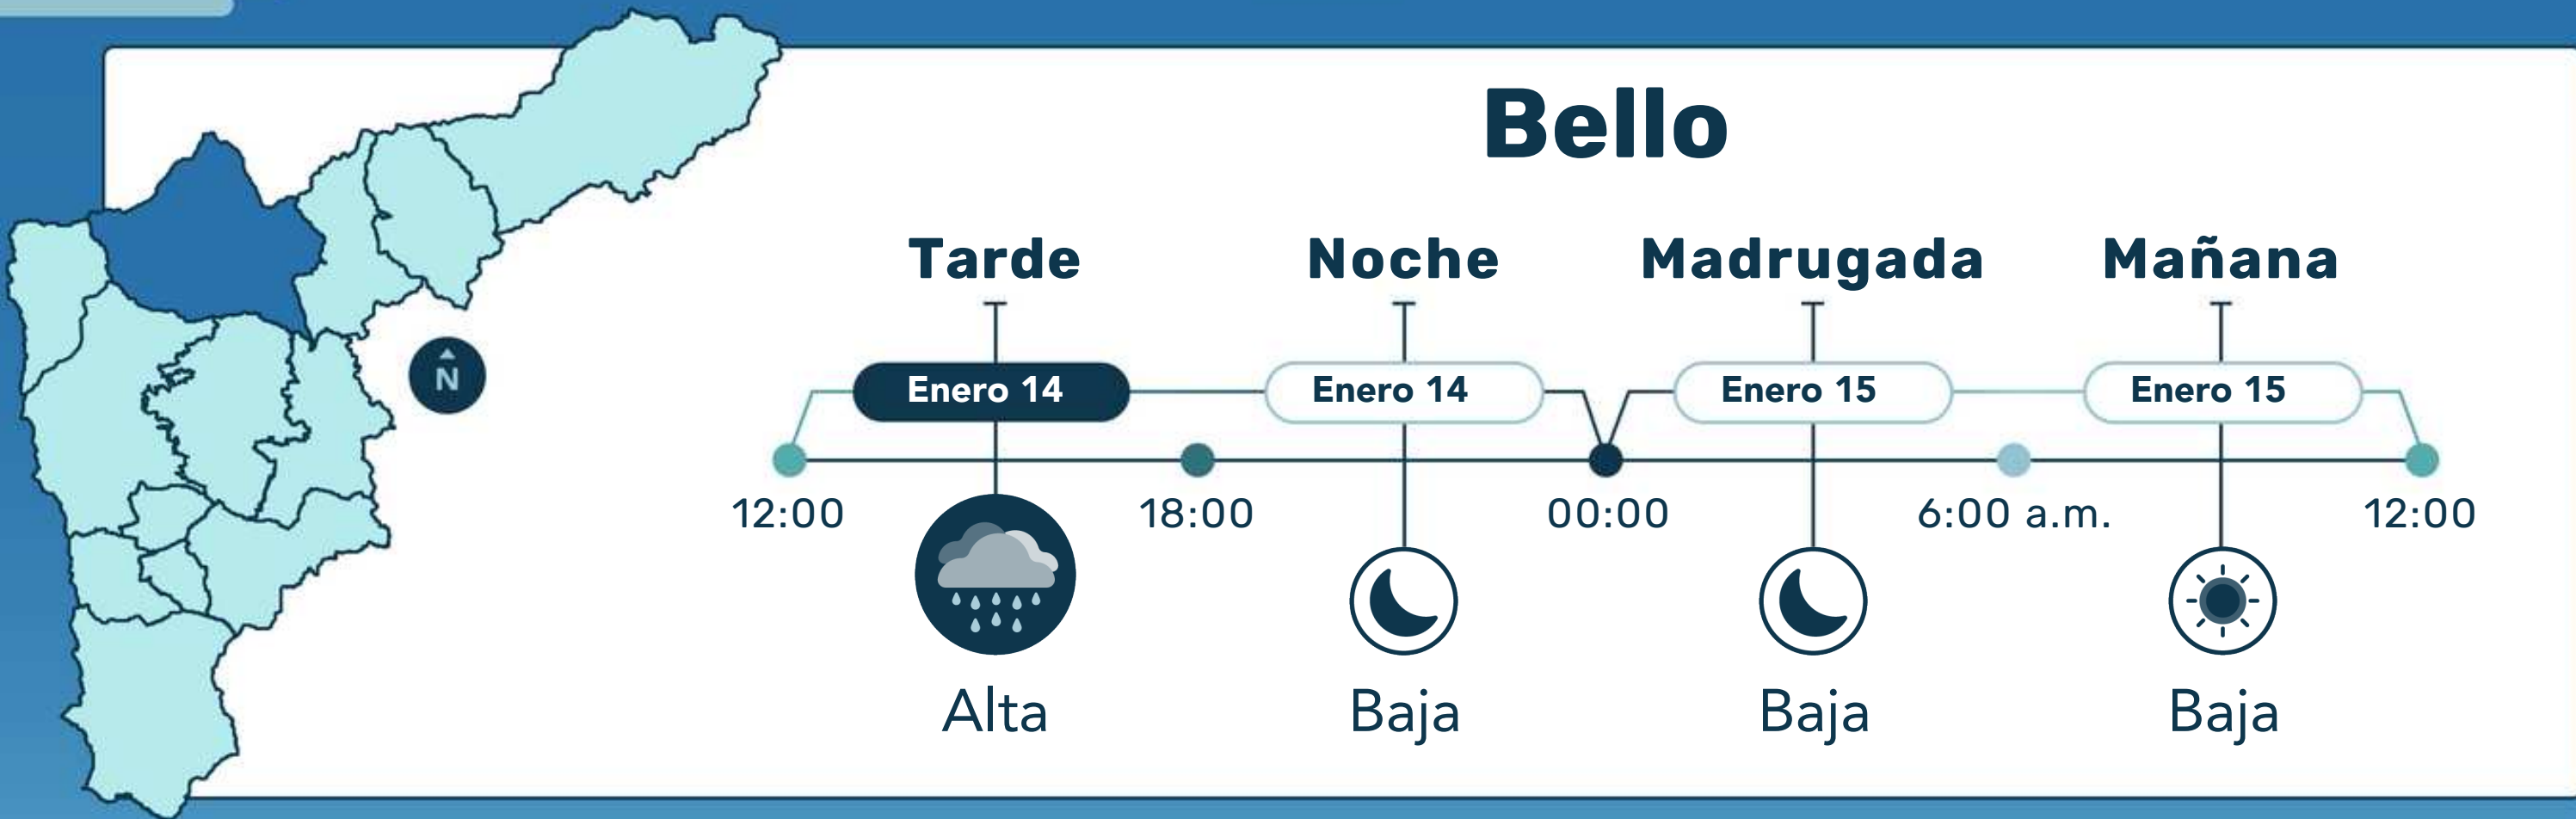 Bello
Tarde Noche Madrugada Mañana
N
Enero 14 Enero 14 Enero 15 Enero 15
12:00 18:00 00:00 6:00 a.m. 12:00
Alta Baja Baja Baja